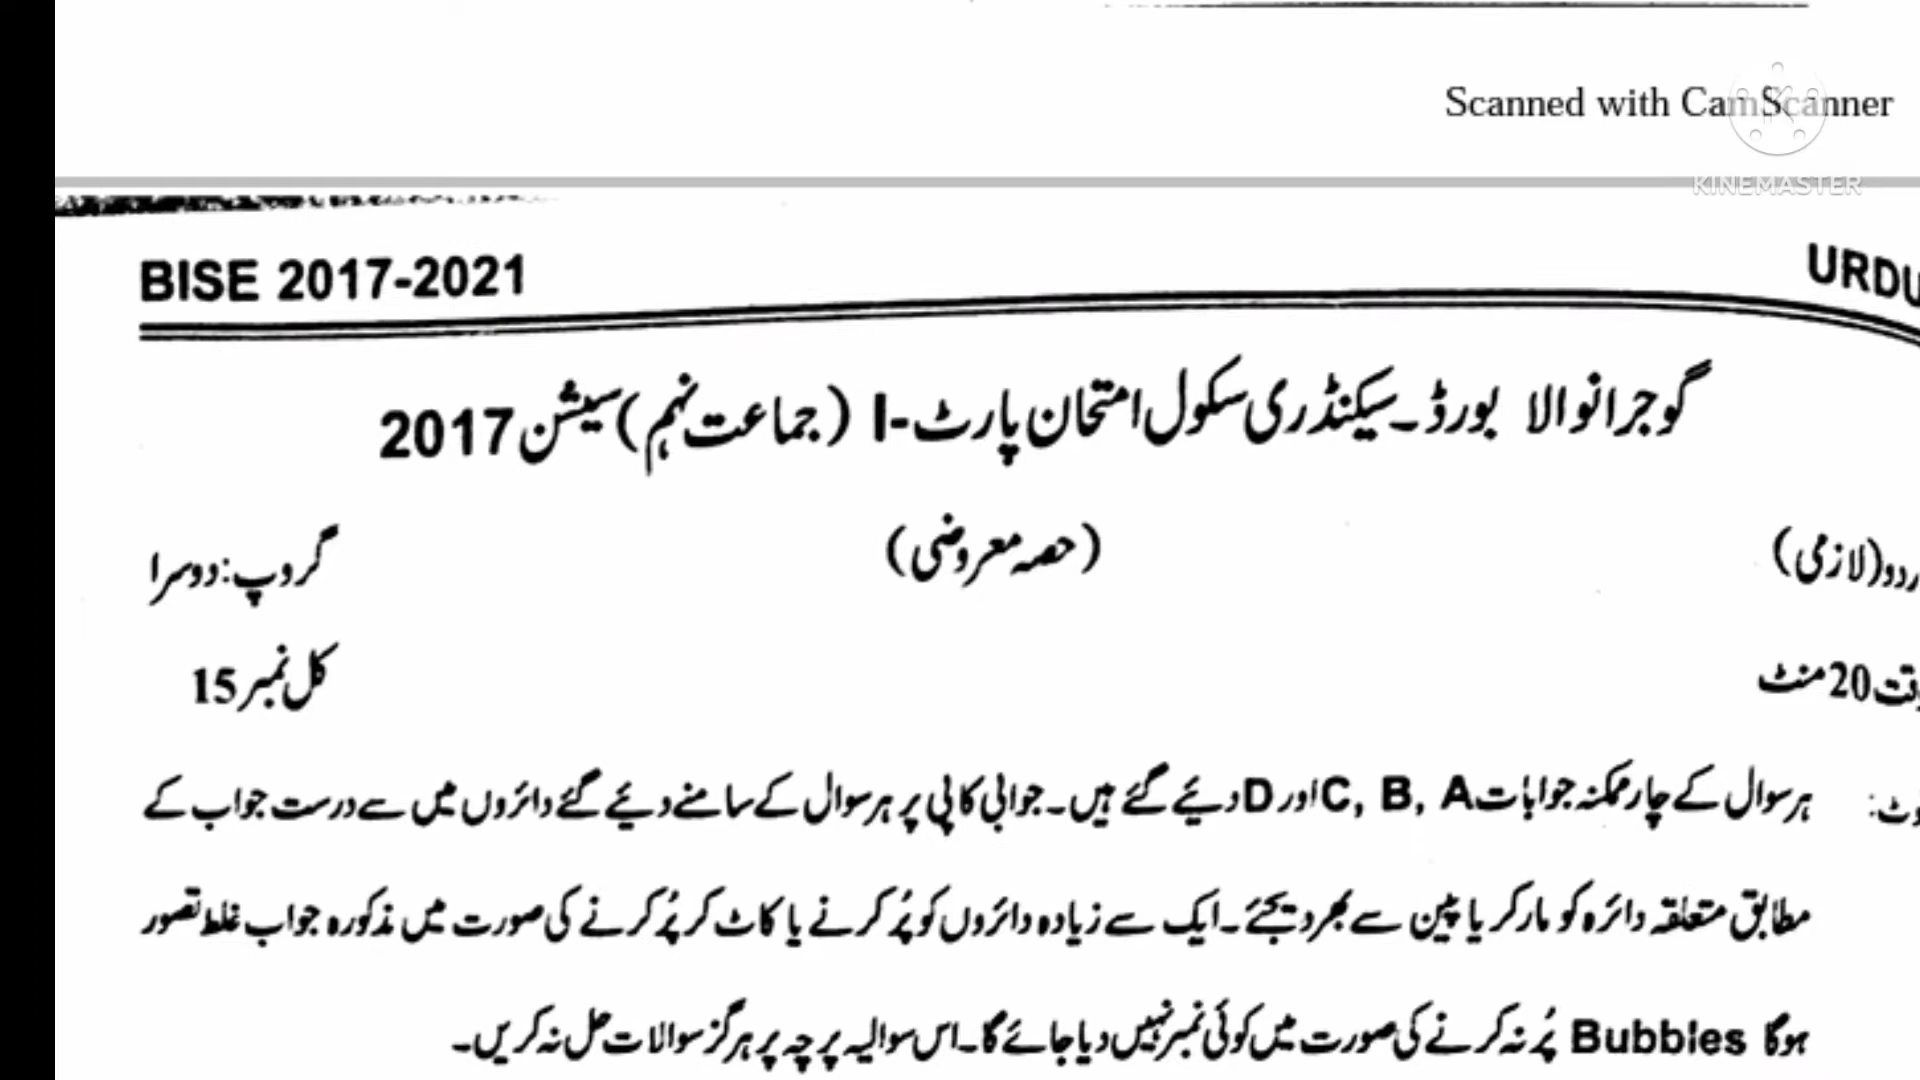 Scanned with CamScanner
KINEMASTER
BISE 2017-2021 URDU
گوجرانوالا بورڈ۔ سیکنڈری سکول امتحان پارٹ-I (جماعت نہم) سیشن 2017
(لازمی) (حصہ معروضی) گروپ: دوسرا
20 منٹ کل نمبر 15
ہر سوال کے چار ممکنہ جوابات C, B, A اور D دیئے گئے ہیں۔ جوابی کاپی پر ہر سوال کے سامنے دیئے گئے دائروں میں سے درست جواب کے
مطابق متعلقہ دائرہ کو مارکر یا پین سے بھر دیجئے۔ ایک سے زیادہ دائروں کو پُر کرنے یا کاٹ کر پُر کرنے کی صورت میں مذکورہ جواب غلط تصور
ہوگا Bubbles پُر نہ کرنے کی صورت میں کوئی نمبر نہیں دیا جائے گا۔ اس سوالیہ پرچہ پر ہرگز سوالات حل نہ کریں۔